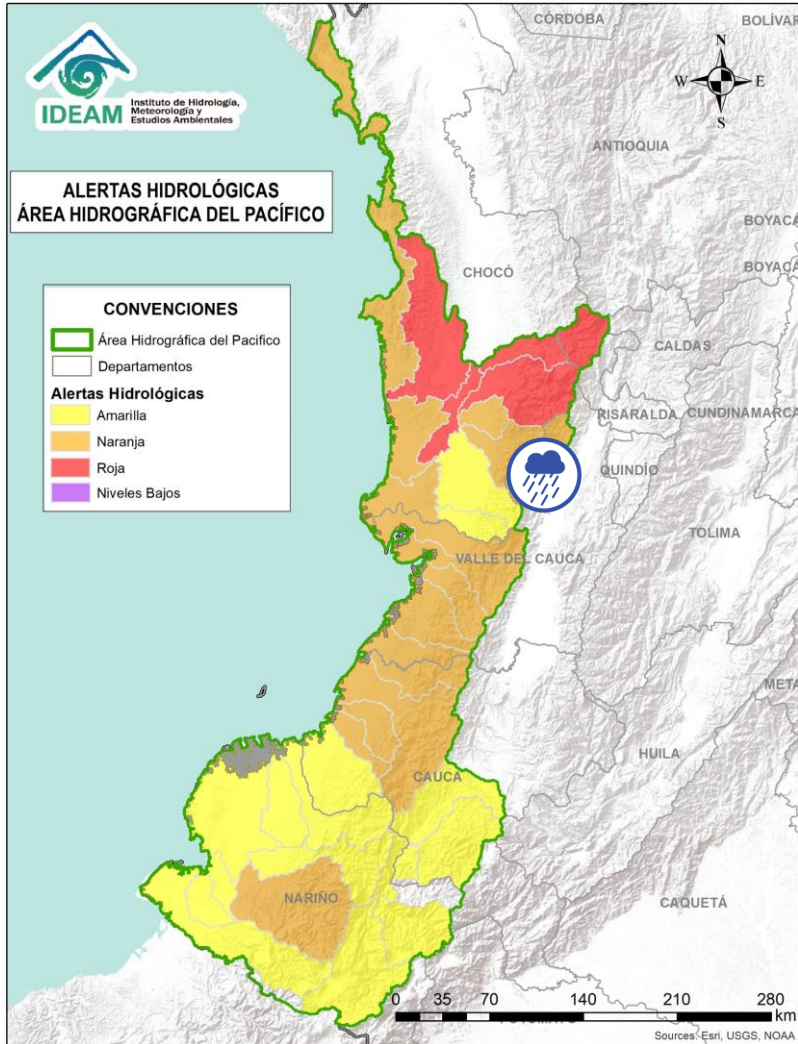 CÓRDOBA
BOLÍVAR
N
W
E
S
IDEAM
Instituto de Hidrología,
Meteorología y
Estudios Ambientales
ANTIOQUIA
ALERTAS HIDROLÓGICAS
ÁREA HIDROGRÁFICA DEL PACÍFICO
BOYACÁ
BOYACÁ
CHOCÓ
CONVENCIONES
Área Hidrográfica del Pacifico
Departamentos
Alertas Hidrológicas
Amarilla
Naranja
Roja
Niveles Bajos
CALDAS
RISARALDA
CUNDINAMARCA
QUINDÍO
TOLIMA
VALLE DEL CAUCA
META
HUILA
CAUCA
NARIÑO
CAQUETÁ
0 35 70 140 210 280
km
Sources: Esri, USGS, NOAA